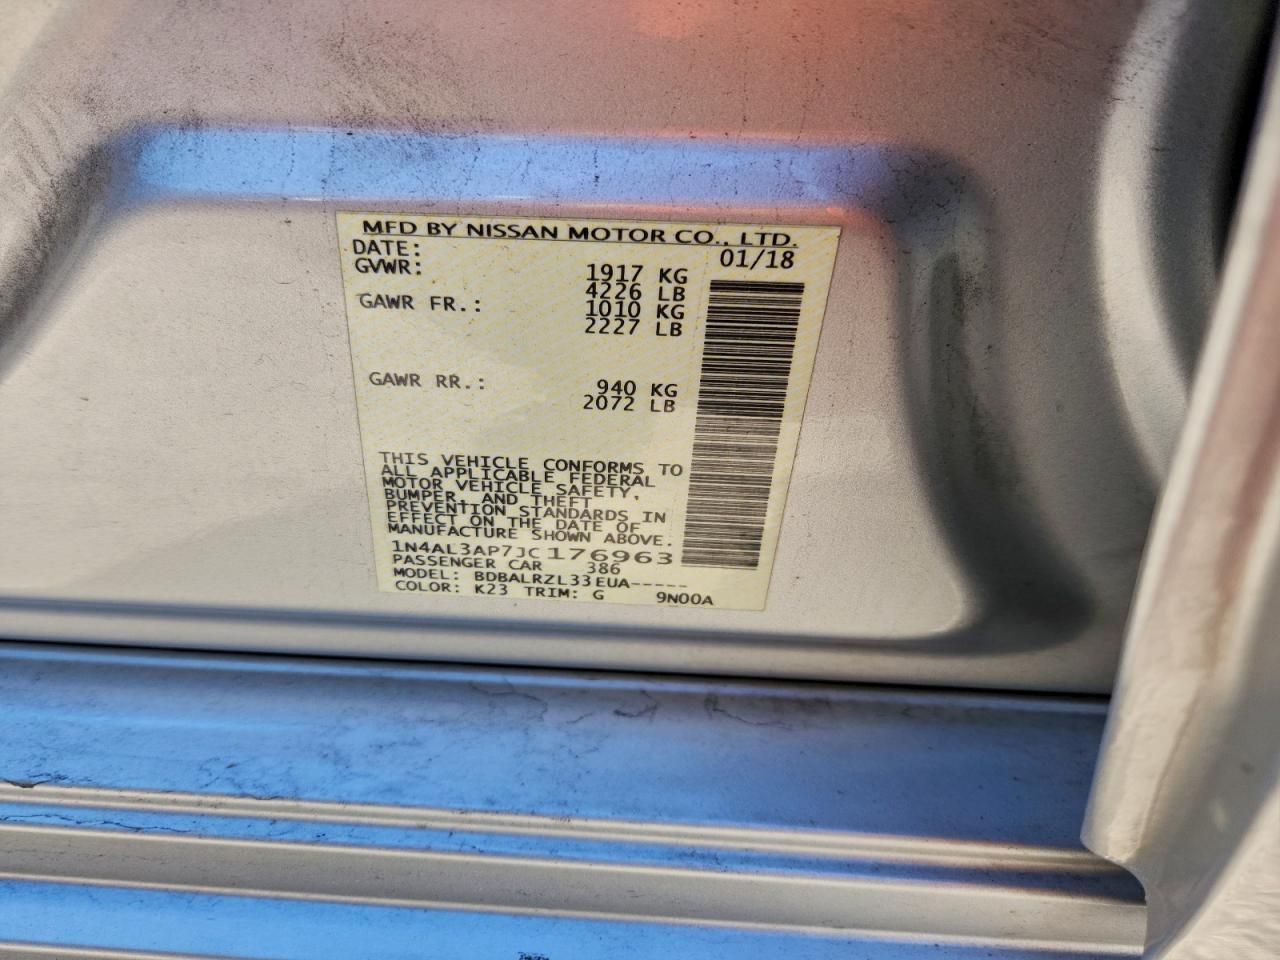 MFD BY NISSAN MOTOR CO., LTD.
DATE: 01/18
GVWR: 1917 KG
4226 LB
GAWR FR.: 1010 KG
2227 LB
GAWR RR.: 940 KG
2072 LB
THIS VEHICLE CONFORMS TO
ALL APPLICABLE FEDERAL
MOTOR VEHICLE SAFETY,
BUMPER, AND THEFT
PREVENTION STANDARDS IN
EFFECT ON THE DATE OF
MANUFACTURE SHOWN ABOVE.
1N4AL3AP7JC176963
PASSENGER CAR 386
MODEL: BDBALRZL33EUA-----
COLOR: K23 TRIM: G 9N00A